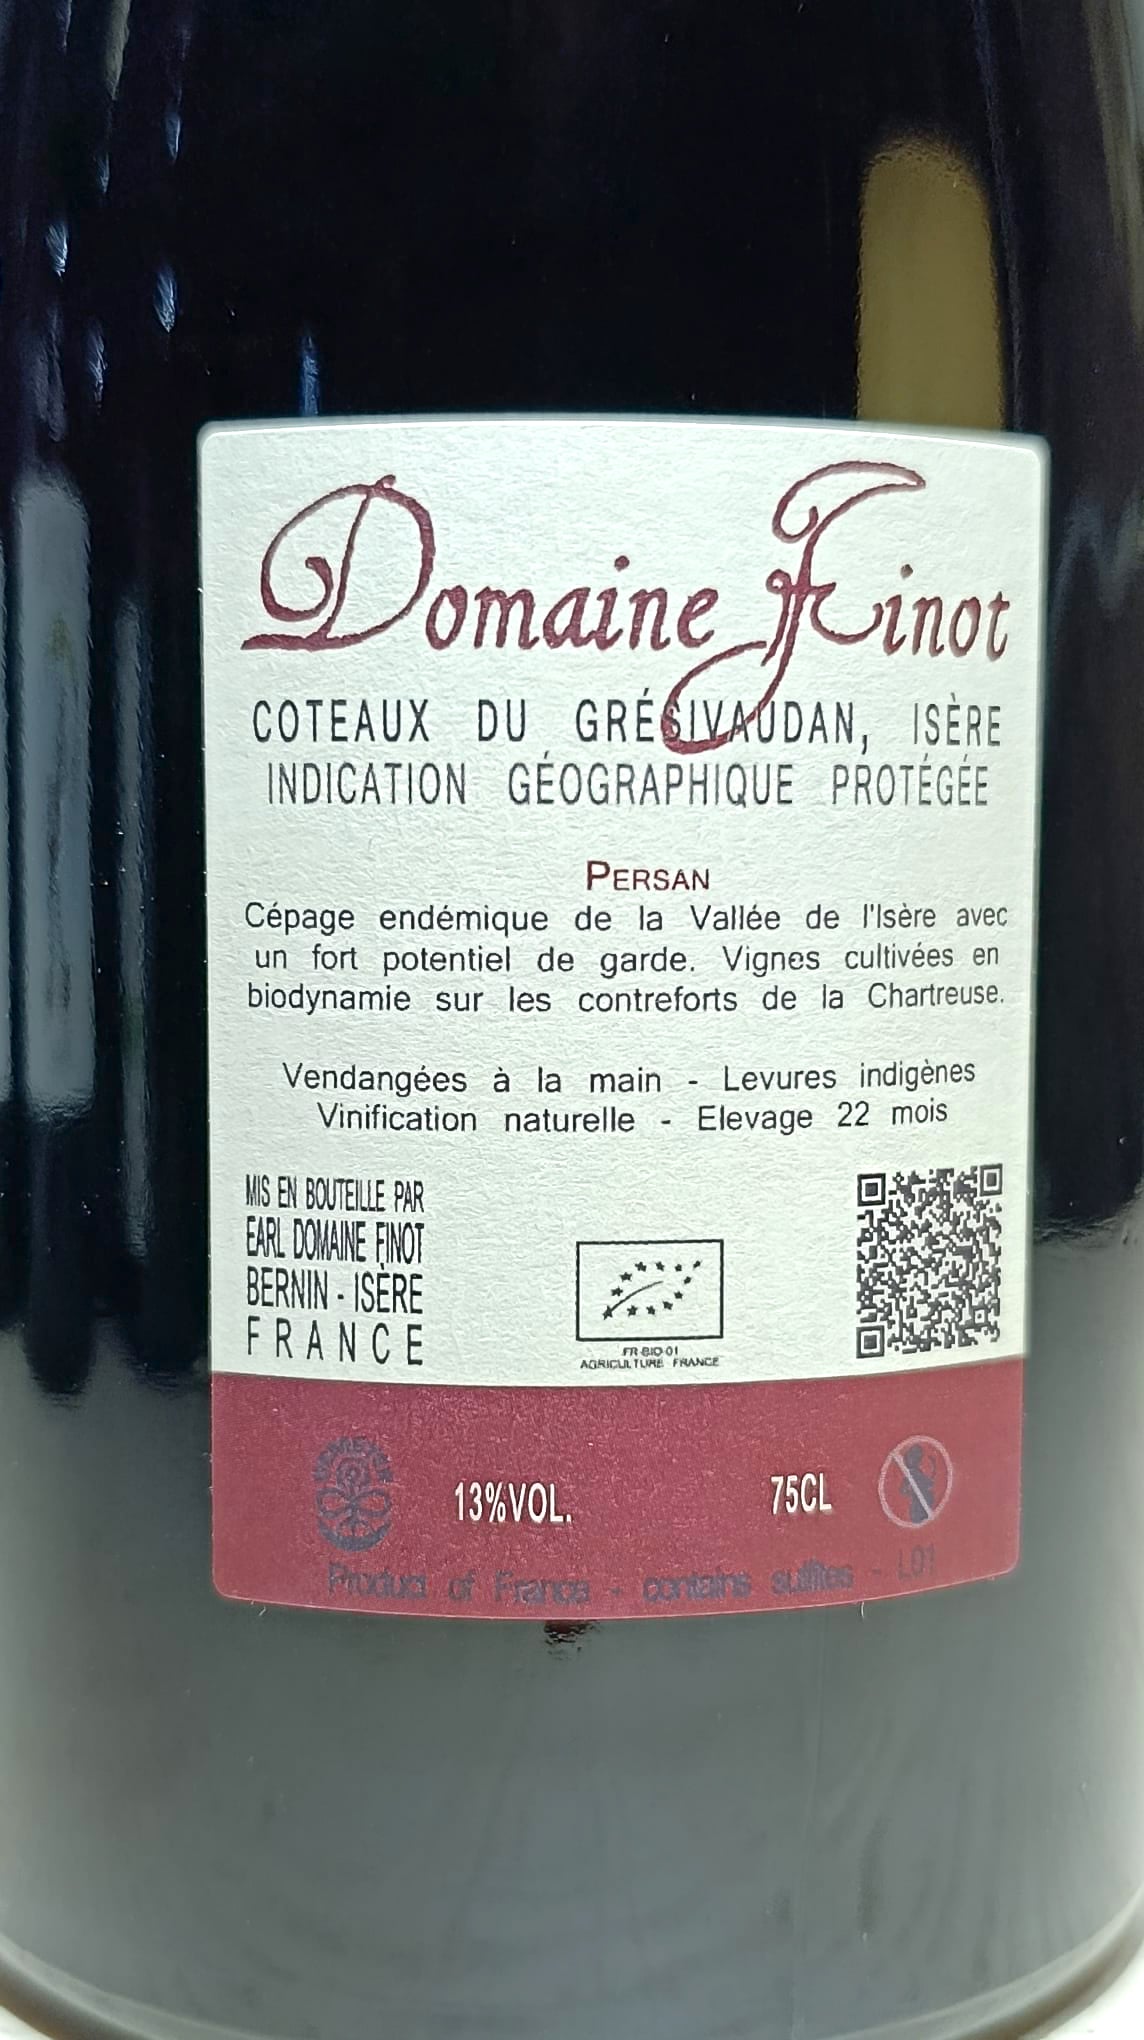 Domaine Finot
COTEAUX DU GRÉSIVAUDAN, ISÈRE
INDICATION GÉOGRAPHIQUE PROTÉGÉE
PERSAN
Cépage endémique de la Vallée de l'Isère avec
un fort potentiel de garde. Vignes cultivées en
biodynamie sur les contreforts de la Chartreuse.
Vendangées à la main - Levures indigènes
Vinification naturelle - Elevage 22 mois
MIS EN BOUTEILLE PAR
EARL DOMAINE FINOT
BERNIN - ISÈRE
FRANCE
FR-BIO-01
AGRICULTURE FRANCE
13%VOL.
75CL
Product of France - contains sulfites - L01